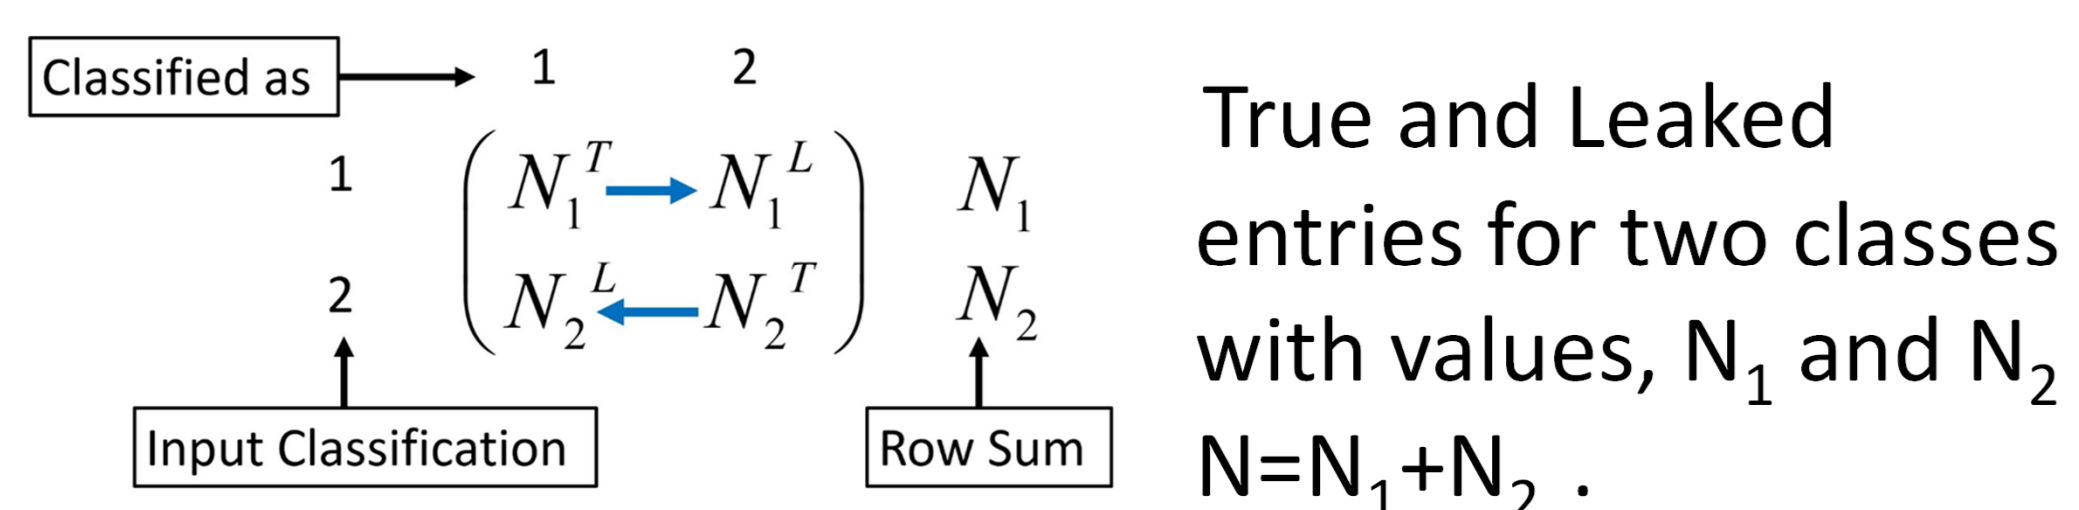 Classified as 1 2
1 N₁ᵀ N₁ᴸ N₁
2 N₂ᴸ N₂ᵀ N₂
Input Classification Row Sum
True and Leaked
entries for two classes
with values, N₁ and N₂
N=N₁+N₂ .